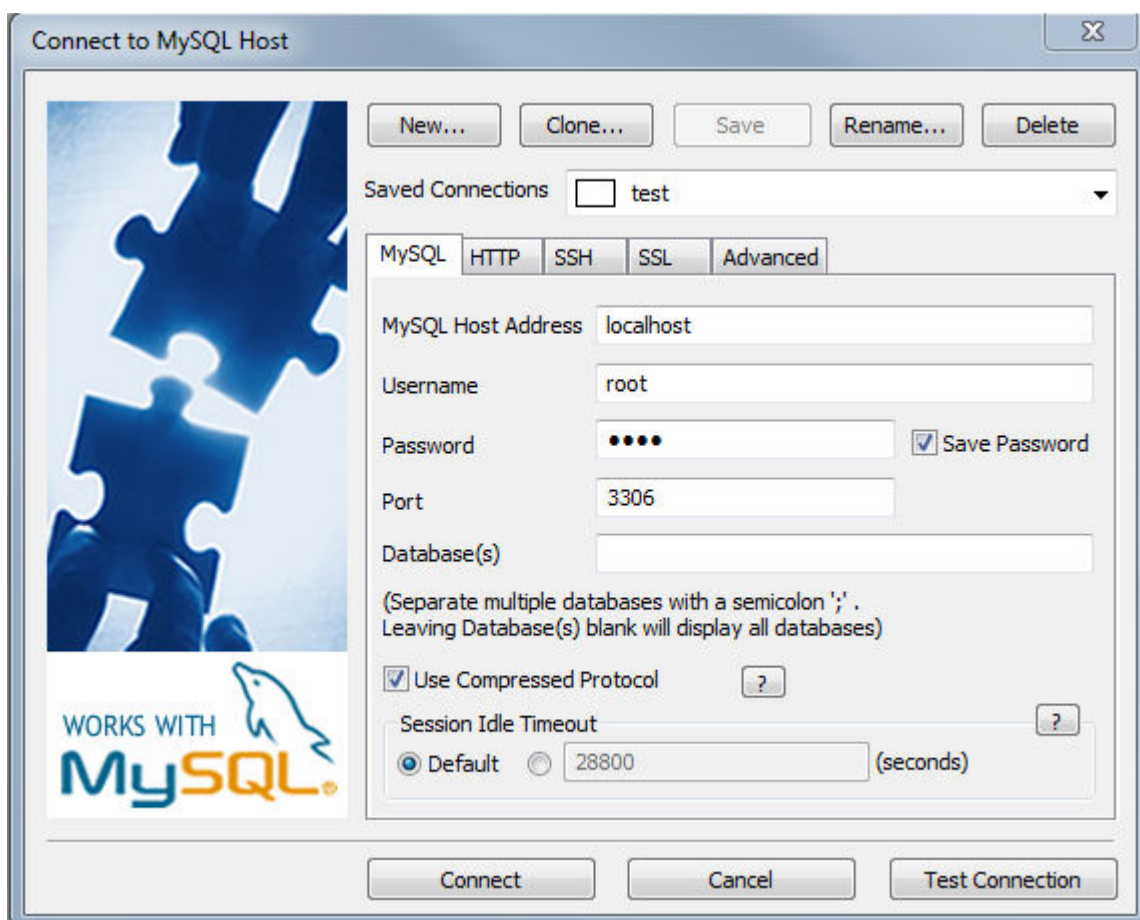 Connect to MySQL Host
New... Clone... Save Rename... Delete
Saved Connections test
MySQL HTTP SSH SSL Advanced
MySQL Host Address localhost
Username root
Password •••• Save Password
Port 3306
Database(s)
(Separate multiple databases with a semicolon ';' .
Leaving Database(s) blank will display all databases)
Use Compressed Protocol ?
Session Idle Timeout ?
Default 28800 (seconds)
WORKS WITH
MySQL®
Connect Cancel Test Connection